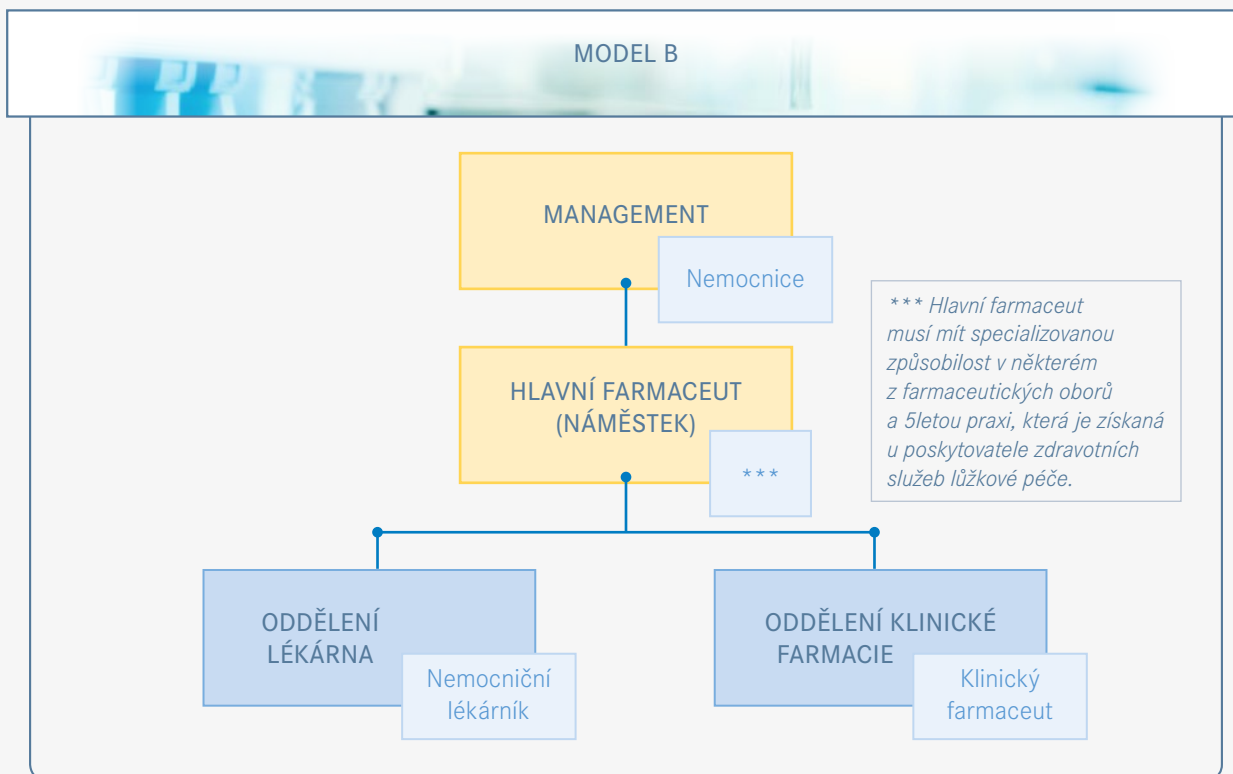 MODEL B
MANAGEMENT
Nemocnice
HLAVNÍ FARMACEUT
(NÁMĚSTEK)
***
*** Hlavní farmaceut
musí mít specializovanou
způsobilost v některém
z farmaceutických oborů
a 5letou praxi, která je získaná
u poskytovatele zdravotních
služeb lůžkové péče.
ODDĚLENÍ
LÉKÁRNA
Nemocniční
lékárník
ODDĚLENÍ KLINICKÉ
FARMACIE
Klinický
farmaceut